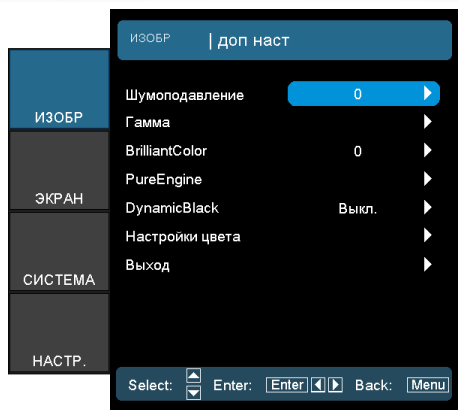 ИЗОБР | доп наст
ИЗОБР
ЭКРАН
СИСТЕМА
НАСТР.
Шумоподавление 0
Гамма
BrilliantColor 0
PureEngine
DynamicBlack Выкл.
Настройки цвета
Выход
Select: Enter: Enter Back: Menu